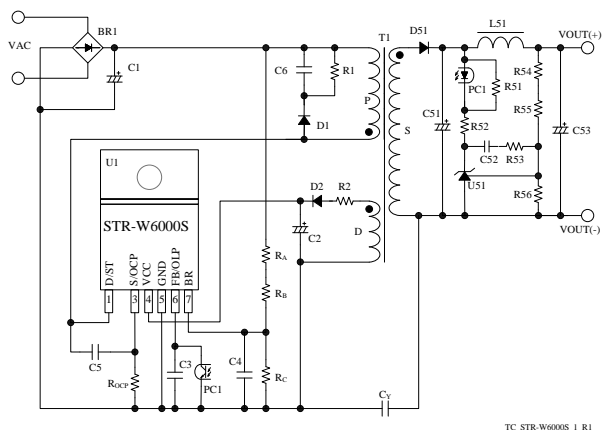 BR1
VAC
C1
C6
R1
D1
T1
P
S
D
D51
L51
VOUT(+)
PC1
R51
R54
R55
C51
R52
C52
R53
C53
U51
R56
VOUT(-)
U1
STR-W6000S
D/ST
S/OCP
VCC
GND
FB/OLP
BR
1
3
4
5
6
7
D2
R2
C2
RA
RB
RC
C5
ROCP
C3
PC1
C4
CY
TC_STR-W6000S_1_R1